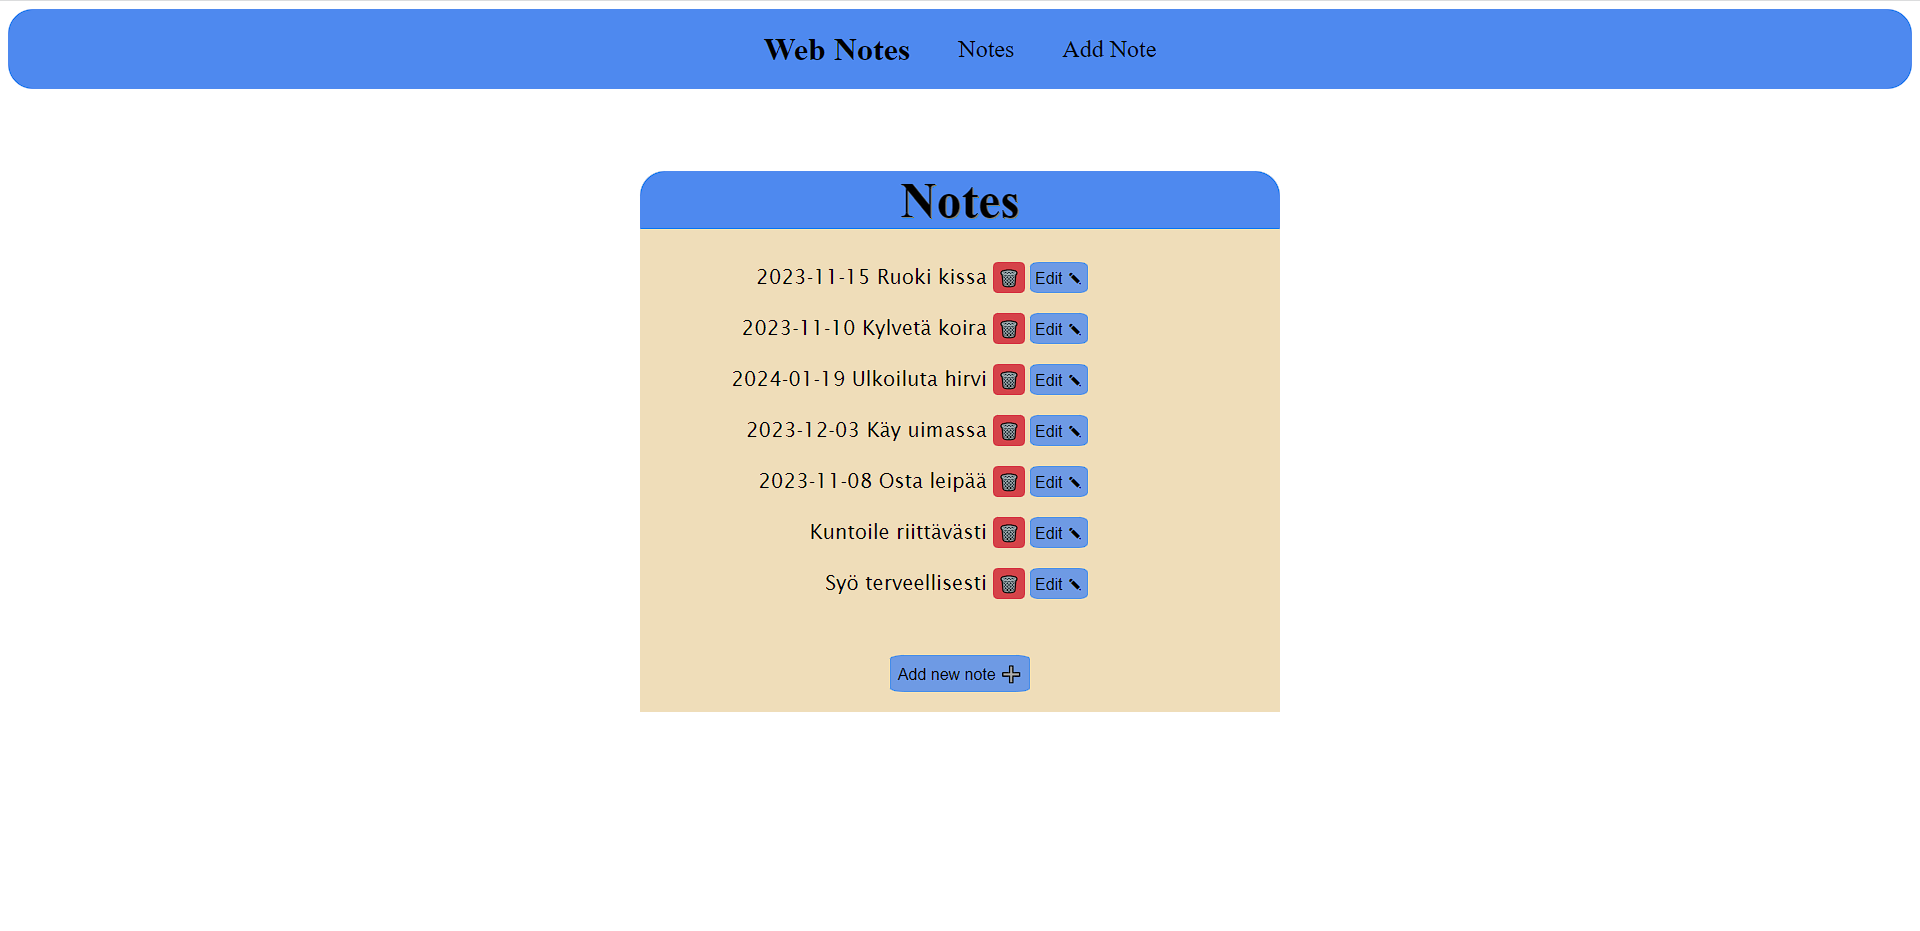 Web Notes Notes Add Note
Notes
2023-11-15 Ruoki kissa Edit
2023-11-10 Kylvetä koira Edit
2024-01-19 Ulkoiluta hirvi Edit
2023-12-03 Käy uimassa Edit
2023-11-08 Osta leipää Edit
Kuntoile riittävästi Edit
Syö terveellisesti Edit
Add new note